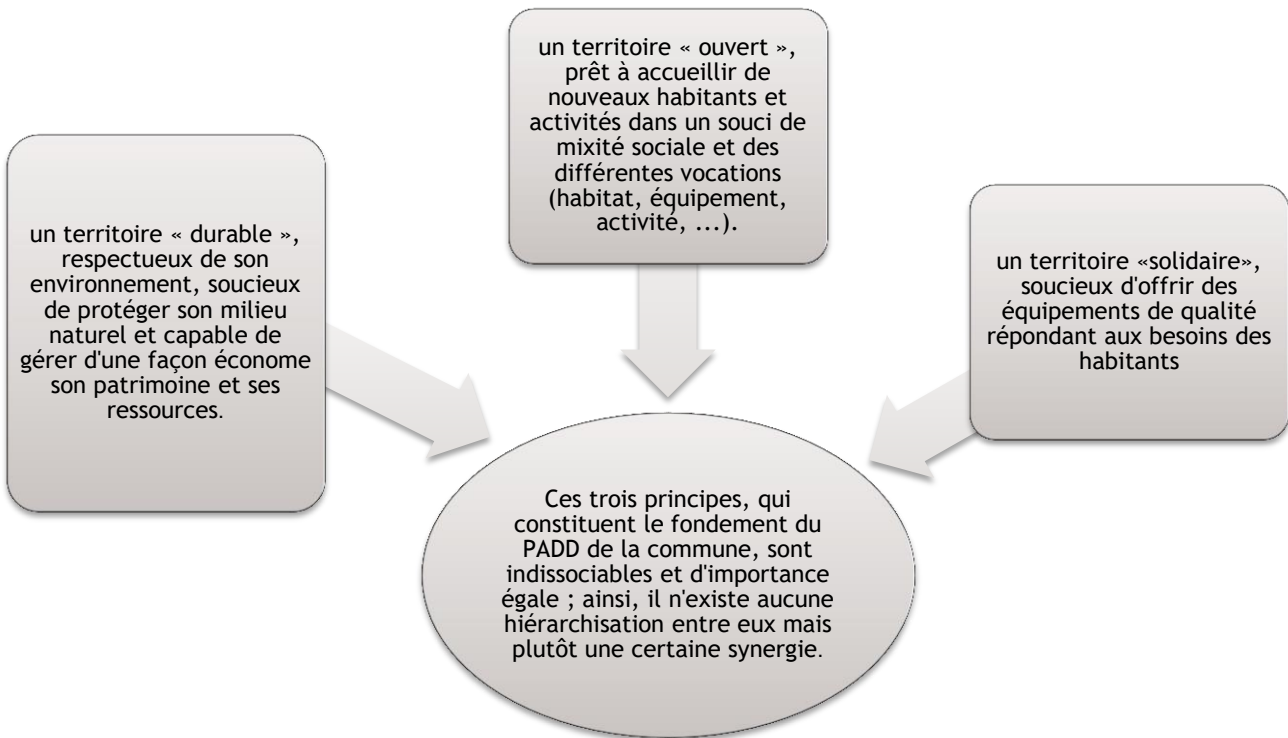 un territoire « durable »,
respectueux de son
environnement, soucieux
de protéger son milieu
naturel et capable de
gérer d'une façon économe
son patrimoine et ses
ressources.
un territoire « ouvert »,
prêt à accueillir de
nouveaux habitants et
activités dans un souci de
mixité sociale et des
différentes vocations
(habitat, équipement,
activité, ...).
un territoire «solidaire»,
soucieux d'offrir des
équipements de qualité
répondant aux besoins des
habitants
Ces trois principes, qui
constituent le fondement du
PADD de la commune, sont
indissociables et d'importance
égale ; ainsi, il n'existe aucune
hiérarchisation entre eux mais
plutôt une certaine synergie.